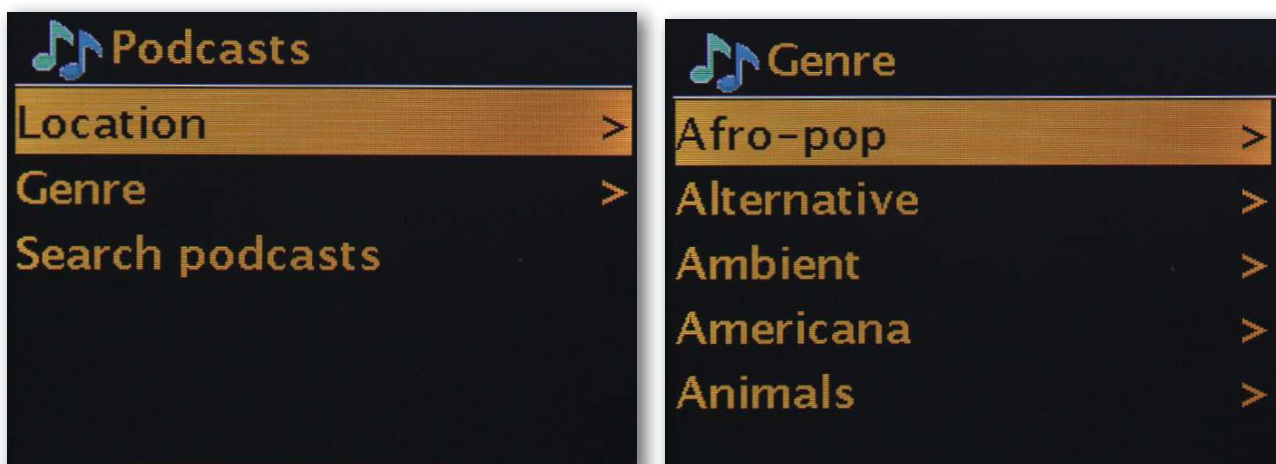 Podcasts
Location >
Genre >
Search podcasts
Genre
Afro-pop >
Alternative >
Ambient >
Americana >
Animals >